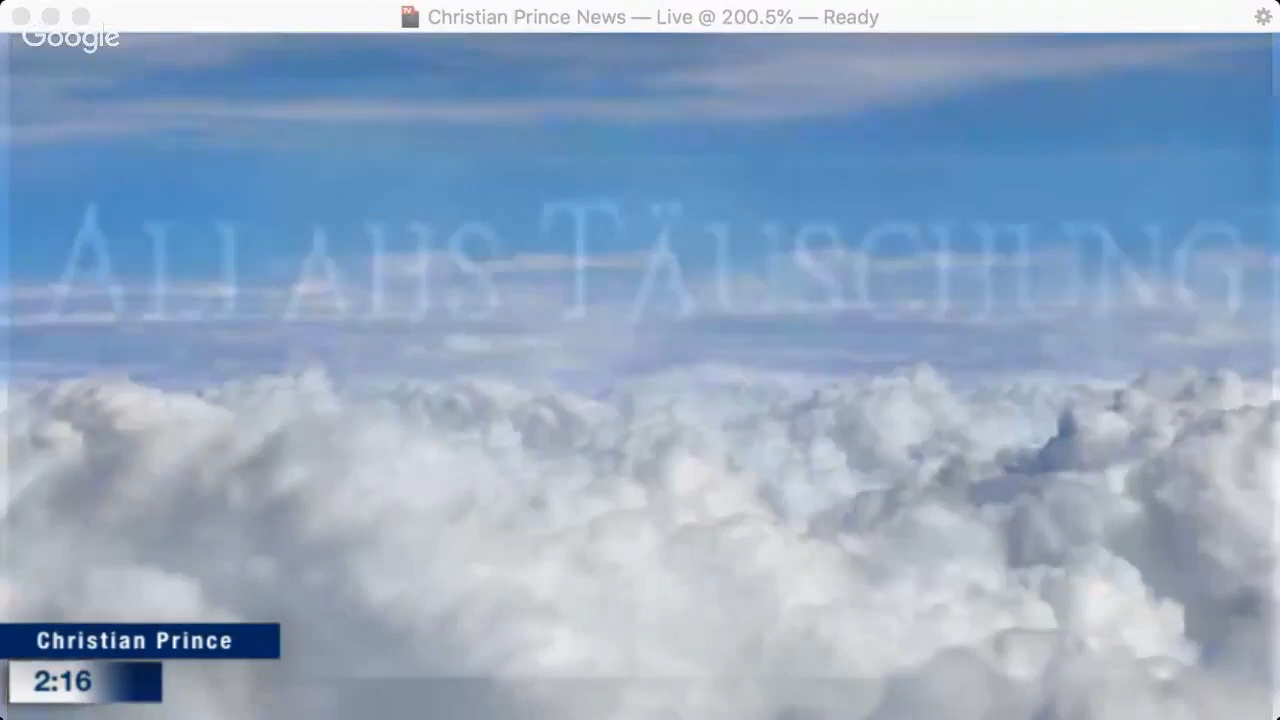 Christian Prince News — Live @ 200.5% — Ready
Google
ALLAHS TÄUSCHUNG
Christian Prince
2:16